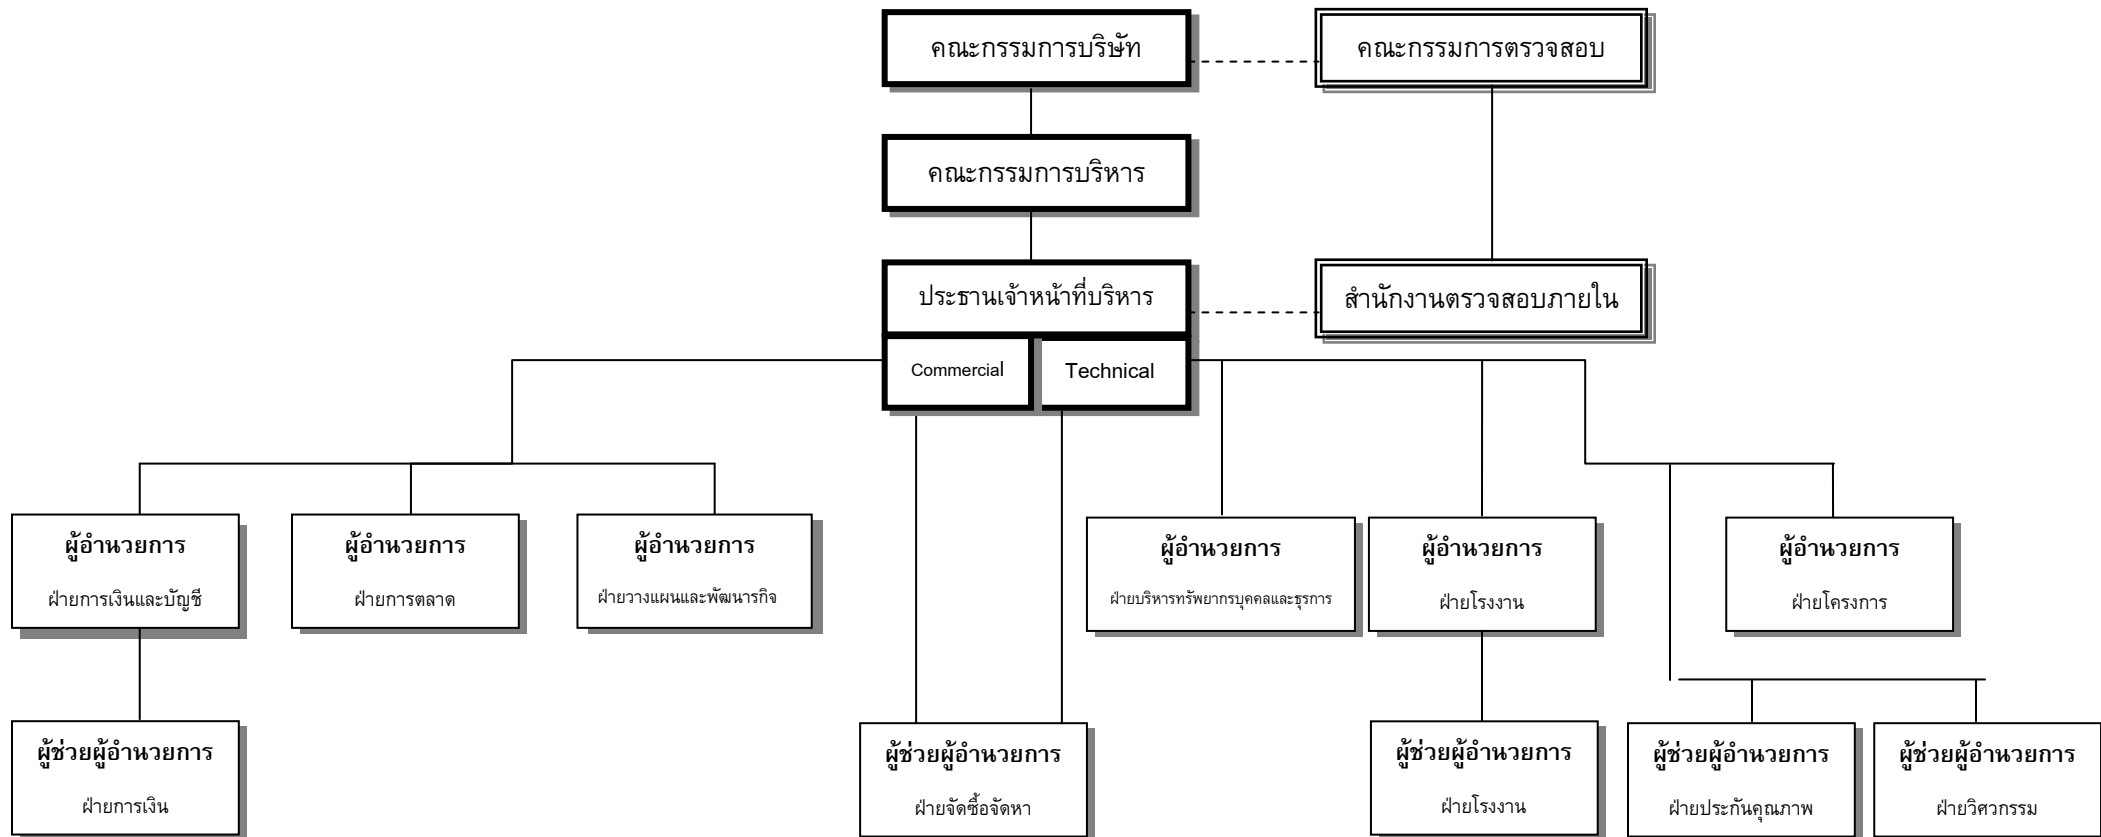 คณะกรรมการบริษัท
คณะกรรมการตรวจสอบ
คณะกรรมการบริหาร
ประธานเจ้าหน้าที่บริหาร
สำนักงานตรวจสอบภายใน
Commercial
Technical
ผู้อำนวยการ
ฝ่ายการเงินและบัญชี
ผู้อำนวยการ
ฝ่ายการตลาด
ผู้อำนวยการ
ฝ่ายวางแผนและพัฒนารกิจ
ผู้อำนวยการ
ฝ่ายบริหารทรัพยากรบุคคลและธุรการ
ผู้อำนวยการ
ฝ่ายโรงงาน
ผู้อำนวยการ
ฝ่ายโครงการ
ผู้ช่วยผู้อำนวยการ
ฝ่ายการเงิน
ผู้ช่วยผู้อำนวยการ
ฝ่ายจัดซื้อจัดหา
ผู้ช่วยผู้อำนวยการ
ฝ่ายโรงงาน
ผู้ช่วยผู้อำนวยการ
ฝ่ายประกันคุณภาพ
ผู้ช่วยผู้อำนวยการ
ฝ่ายวิศวกรรม